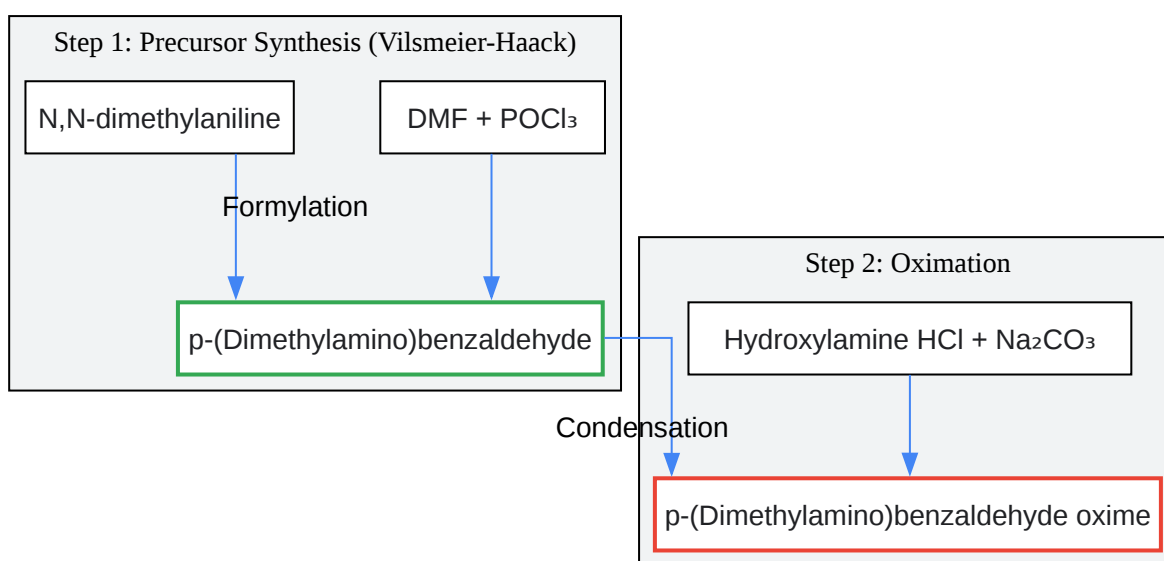 Step 1: Precursor Synthesis (Vilsmeier-Haack)
N,N-dimethylaniline
DMF + POCl₃
Formylation
p-(Dimethylamino)benzaldehyde
Step 2: Oximation
Hydroxylamine HCl + Na₂CO₃
Condensation
p-(Dimethylamino)benzaldehyde oxime